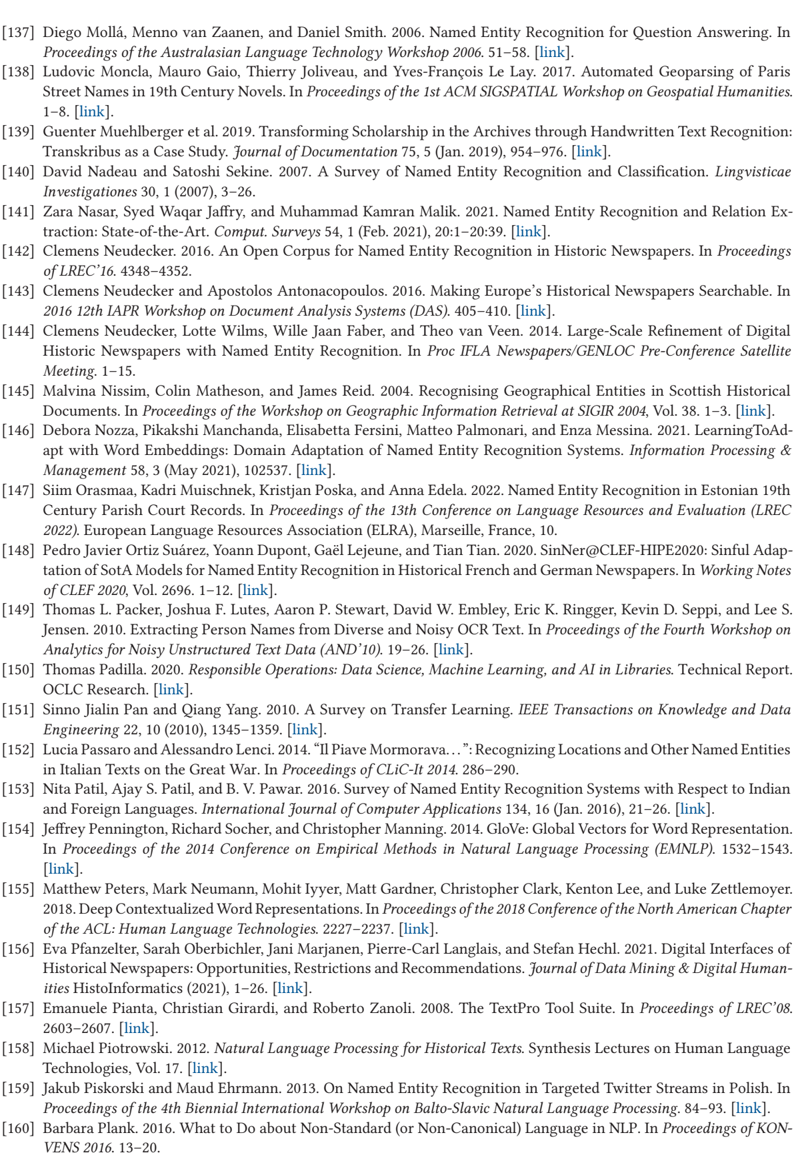 [137] Diego Mollá, Menno van Zaanen, and Daniel Smith. 2006. Named Entity Recognition for Question Answering. In
Proceedings of the Australasian Language Technology Workshop 2006. 51–58. [link].
[138] Ludovic Moncla, Mauro Gaio, Thierry Joliveau, and Yves-François Le Lay. 2017. Automated Geoparsing of Paris
Street Names in 19th Century Novels. In Proceedings of the 1st ACM SIGSPATIAL Workshop on Geospatial Humanities.
1–8. [link].
[139] Guenter Muehlberger et al. 2019. Transforming Scholarship in the Archives through Handwritten Text Recognition:
Transkribus as a Case Study. Journal of Documentation 75, 5 (Jan. 2019), 954–976. [link].
[140] David Nadeau and Satoshi Sekine. 2007. A Survey of Named Entity Recognition and Classification. Lingvisticae
Investigationes 30, 1 (2007), 3–26.
[141] Zara Nasar, Syed Waqar Jaffry, and Muhammad Kamran Malik. 2021. Named Entity Recognition and Relation Ex-
traction: State-of-the-Art. Comput. Surveys 54, 1 (Feb. 2021), 20:1–20:39. [link].
[142] Clemens Neudecker. 2016. An Open Corpus for Named Entity Recognition in Historic Newspapers. In Proceedings
of LREC'16. 4348–4352.
[143] Clemens Neudecker and Apostolos Antonacopoulos. 2016. Making Europe's Historical Newspapers Searchable. In
2016 12th IAPR Workshop on Document Analysis Systems (DAS). 405–410. [link].
[144] Clemens Neudecker, Lotte Wilms, Wille Jaan Faber, and Theo van Veen. 2014. Large-Scale Refinement of Digital
Historic Newspapers with Named Entity Recognition. In Proc IFLA Newspapers/GENLOC Pre-Conference Satellite
Meeting. 1–15.
[145] Malvina Nissim, Colin Matheson, and James Reid. 2004. Recognising Geographical Entities in Scottish Historical
Documents. In Proceedings of the Workshop on Geographic Information Retrieval at SIGIR 2004, Vol. 38. 1–3. [link].
[146] Debora Nozza, Pikakshi Manchanda, Elisabetta Fersini, Matteo Palmonari, and Enza Messina. 2021. LearningToAd-
apt with Word Embeddings: Domain Adaptation of Named Entity Recognition Systems. Information Processing &
Management 58, 3 (May 2021), 102537. [link].
[147] Siim Orasmaa, Kadri Muischnek, Kristjan Poska, and Anna Edela. 2022. Named Entity Recognition in Estonian 19th
Century Parish Court Records. In Proceedings of the 13th Conference on Language Resources and Evaluation (LREC
2022). European Language Resources Association (ELRA), Marseille, France, 10.
[148] Pedro Javier Ortiz Suárez, Yoann Dupont, Gaël Lejeune, and Tian Tian. 2020. SinNer@CLEF-HIPE2020: Sinful Adap-
tation of SotA Models for Named Entity Recognition in Historical French and German Newspapers. In Working Notes
of CLEF 2020, Vol. 2696. 1–12. [link].
[149] Thomas L. Packer, Joshua F. Lutes, Aaron P. Stewart, David W. Embley, Eric K. Ringger, Kevin D. Seppi, and Lee S.
Jensen. 2010. Extracting Person Names from Diverse and Noisy OCR Text. In Proceedings of the Fourth Workshop on
Analytics for Noisy Unstructured Text Data (AND'10). 19–26. [link].
[150] Thomas Padilla. 2020. Responsible Operations: Data Science, Machine Learning, and AI in Libraries. Technical Report.
OCLC Research. [link].
[151] Sinno Jialin Pan and Qiang Yang. 2010. A Survey on Transfer Learning. IEEE Transactions on Knowledge and Data
Engineering 22, 10 (2010), 1345–1359. [link].
[152] Lucia Passaro and Alessandro Lenci. 2014. “Il Piave Mormorava. . . ”: Recognizing Locations and Other Named Entities
in Italian Texts on the Great War. In Proceedings of CLiC-It 2014. 286–290.
[153] Nita Patil, Ajay S. Patil, and B. V. Pawar. 2016. Survey of Named Entity Recognition Systems with Respect to Indian
and Foreign Languages. International Journal of Computer Applications 134, 16 (Jan. 2016), 21–26. [link].
[154] Jeffrey Pennington, Richard Socher, and Christopher Manning. 2014. GloVe: Global Vectors for Word Representation.
In Proceedings of the 2014 Conference on Empirical Methods in Natural Language Processing (EMNLP). 1532–1543.
[link].
[155] Matthew Peters, Mark Neumann, Mohit Iyyer, Matt Gardner, Christopher Clark, Kenton Lee, and Luke Zettlemoyer.
2018. Deep Contextualized Word Representations. In Proceedings of the 2018 Conference of the North American Chapter
of the ACL: Human Language Technologies. 2227–2237. [link].
[156] Eva Pfanzelter, Sarah Oberbichler, Jani Marjanen, Pierre-Carl Langlais, and Stefan Hechl. 2021. Digital Interfaces of
Historical Newspapers: Opportunities, Restrictions and Recommendations. Journal of Data Mining & Digital Human-
ities HistoInformatics (2021), 1–26. [link].
[157] Emanuele Pianta, Christian Girardi, and Roberto Zanoli. 2008. The TextPro Tool Suite. In Proceedings of LREC'08.
2603–2607. [link].
[158] Michael Piotrowski. 2012. Natural Language Processing for Historical Texts. Synthesis Lectures on Human Language
Technologies, Vol. 17. [link].
[159] Jakub Piskorski and Maud Ehrmann. 2013. On Named Entity Recognition in Targeted Twitter Streams in Polish. In
Proceedings of the 4th Biennial International Workshop on Balto-Slavic Natural Language Processing. 84–93. [link].
[160] Barbara Plank. 2016. What to Do about Non-Standard (or Non-Canonical) Language in NLP. In Proceedings of KON-
VENS 2016. 13–20.